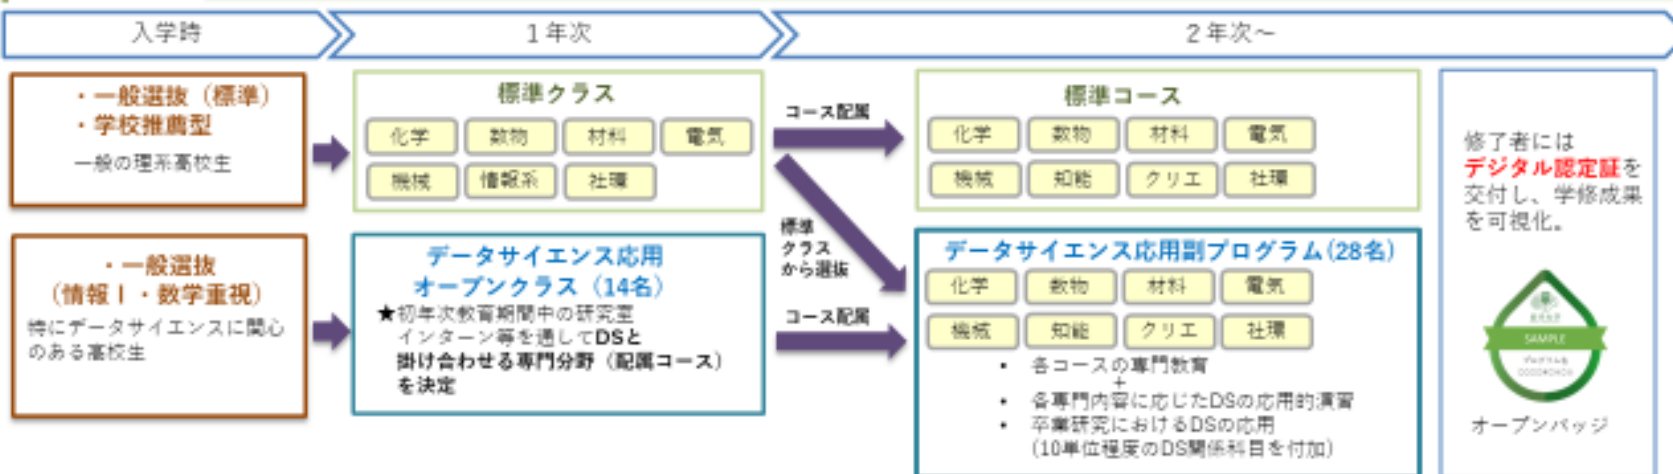 入学時
1年次
2年次～
・一般選抜（標準）
・学校推薦型
一般の理系高校生
標準クラス
化学
数物
材料
電気
機械
情報系
社環
コース配属
標準コース
化学
数物
材料
電気
機械
知能
クリエ
社環
・一般選抜
（情報Ⅰ・数学重視）
特にデータサイエンスに関心
のある高校生
データサイエンス応用
オープンクラス（14名）
★初年次教育期間中の研究室
インターン等を通してDSと
掛け合わせる専門分野（配属コース）
を決定
標準
クラス
から選抜
コース配属
データサイエンス応用副プログラム(28名)
化学
数物
材料
電気
機械
知能
クリエ
社環
• 各コースの専門教育
+
• 各専門内容に応じたDSの応用的演習
• 卒業研究におけるDSの応用
(10単位程度のDS関係科目を付加)
修了者には
デジタル認定証を
交付し、学修成果
を可視化。
SAMPLE
プログラム名
オープンバッジ